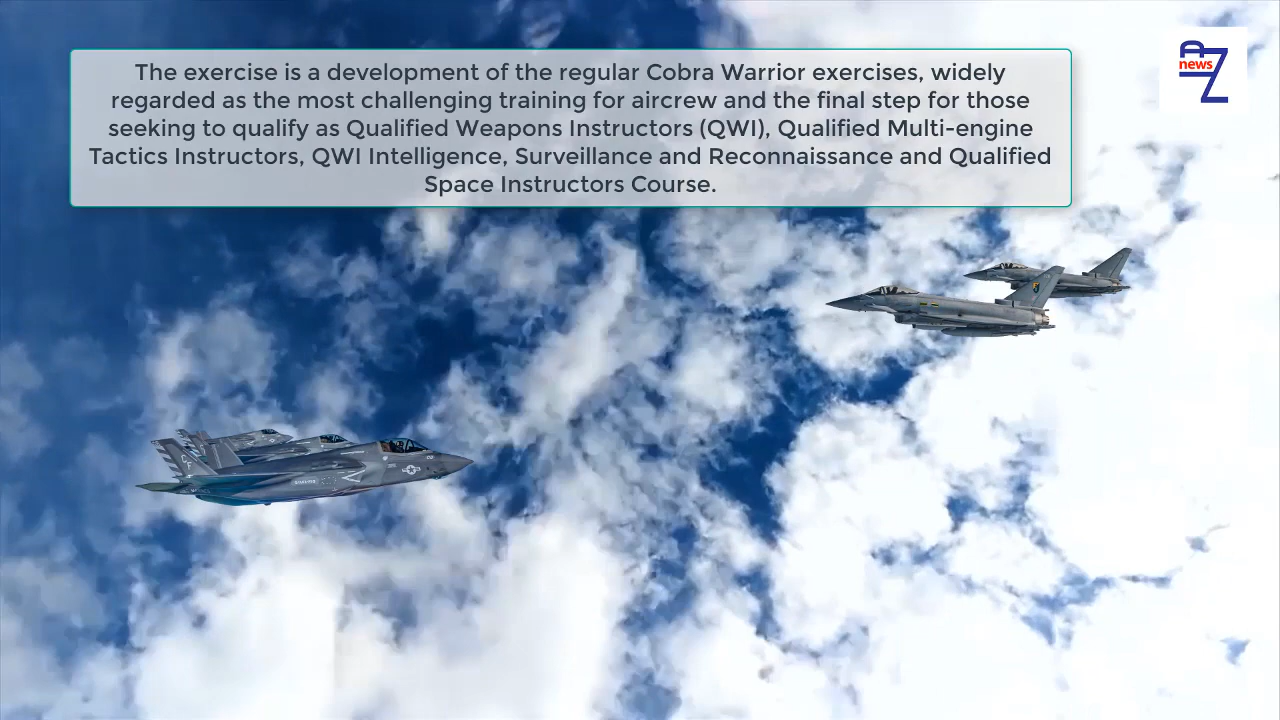 The exercise is a development of the regular Cobra Warrior exercises, widely
regarded as the most challenging training for aircrew and the final step for those
seeking to qualify as Qualified Weapons Instructors (QWI), Qualified Multi-engine
Tactics Instructors, QWI Intelligence, Surveillance and Reconnaissance and Qualified
Space Instructors Course.
A
news
Z
CF